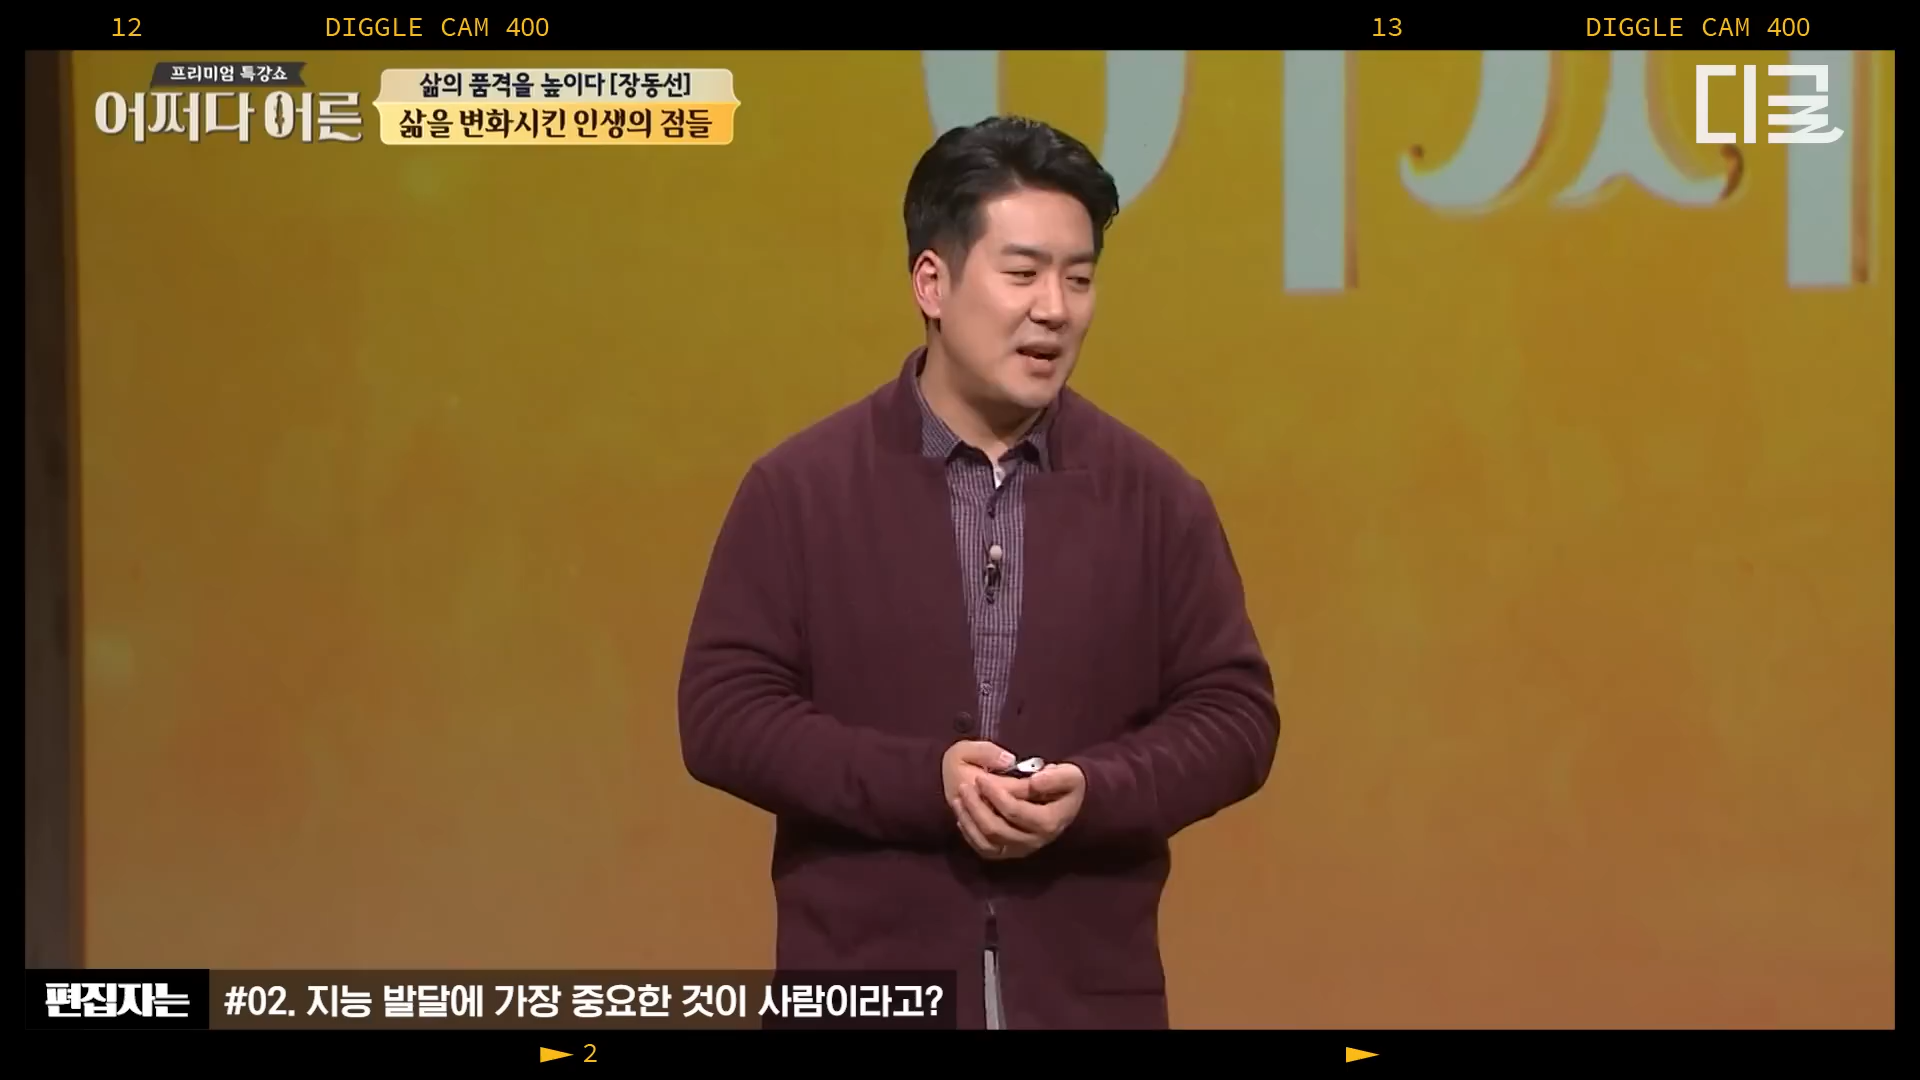 12
DIGGLE CAM 400
13
DIGGLE CAM 400
프리미엄 특강쇼
어쩌다 어른
삶의 품격을 높이다 [장동선]
삶을 변화시킨 인생의 점들
디글
편집자는
#02. 지능 발달에 가장 중요한 것이 사람이라고?
2